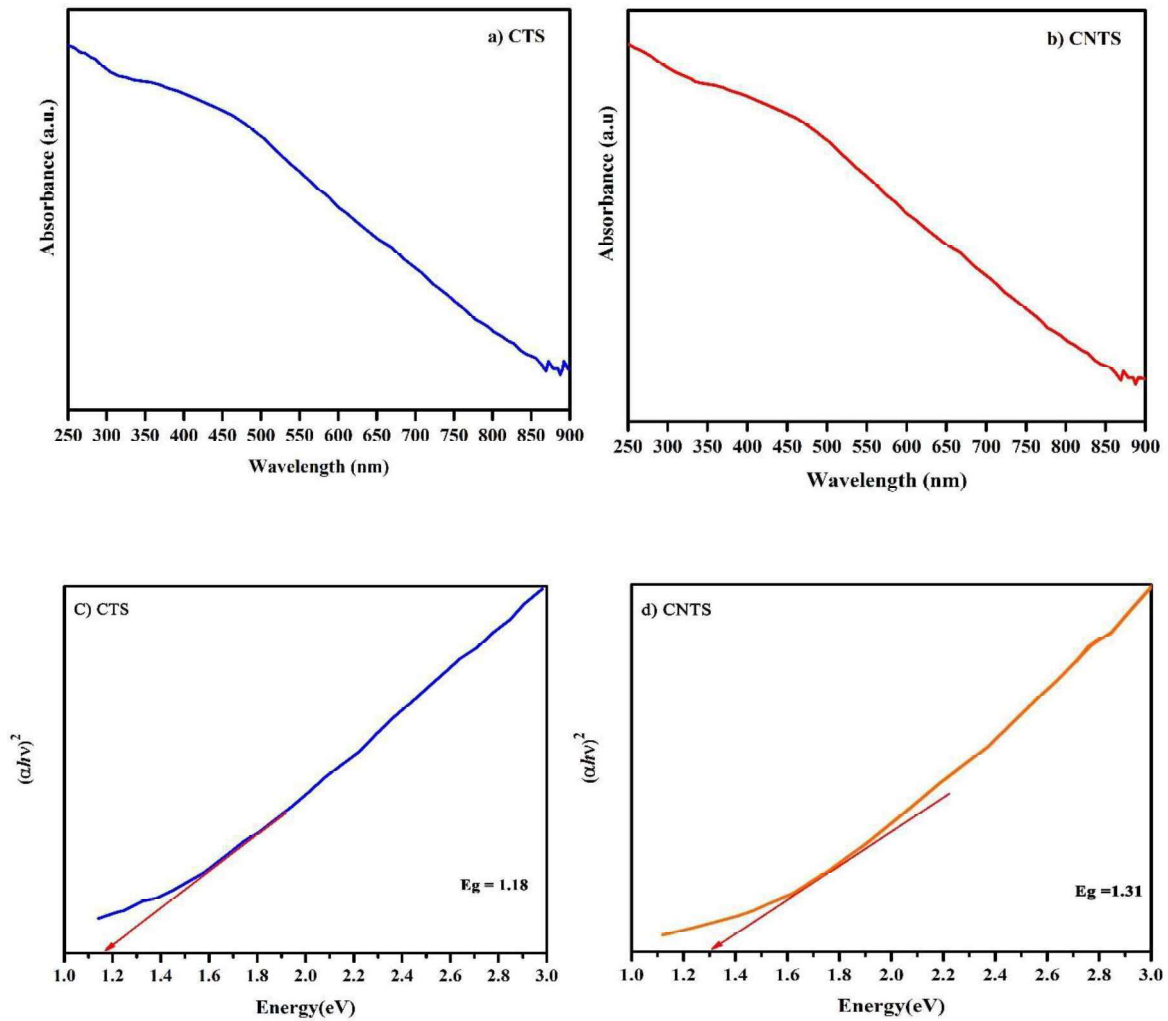 a) CTS
Absorbance (a.u.)
250 300 350 400 450 500 550 600 650 700 750 800 850 900
Wavelength (nm)
b) CNTS
Absorbance (a.u)
250 300 350 400 450 500 550 600 650 700 750 800 850 900
Wavelength (nm)
C) CTS
(αhν)²
Eg = 1.18
1.0 1.2 1.4 1.6 1.8 2.0 2.2 2.4 2.6 2.8 3.0
Energy(eV)
d) CNTS
(αhν)²
Eg =1.31
1.0 1.2 1.4 1.6 1.8 2.0 2.2 2.4 2.6 2.8 3.0
Energy(eV)